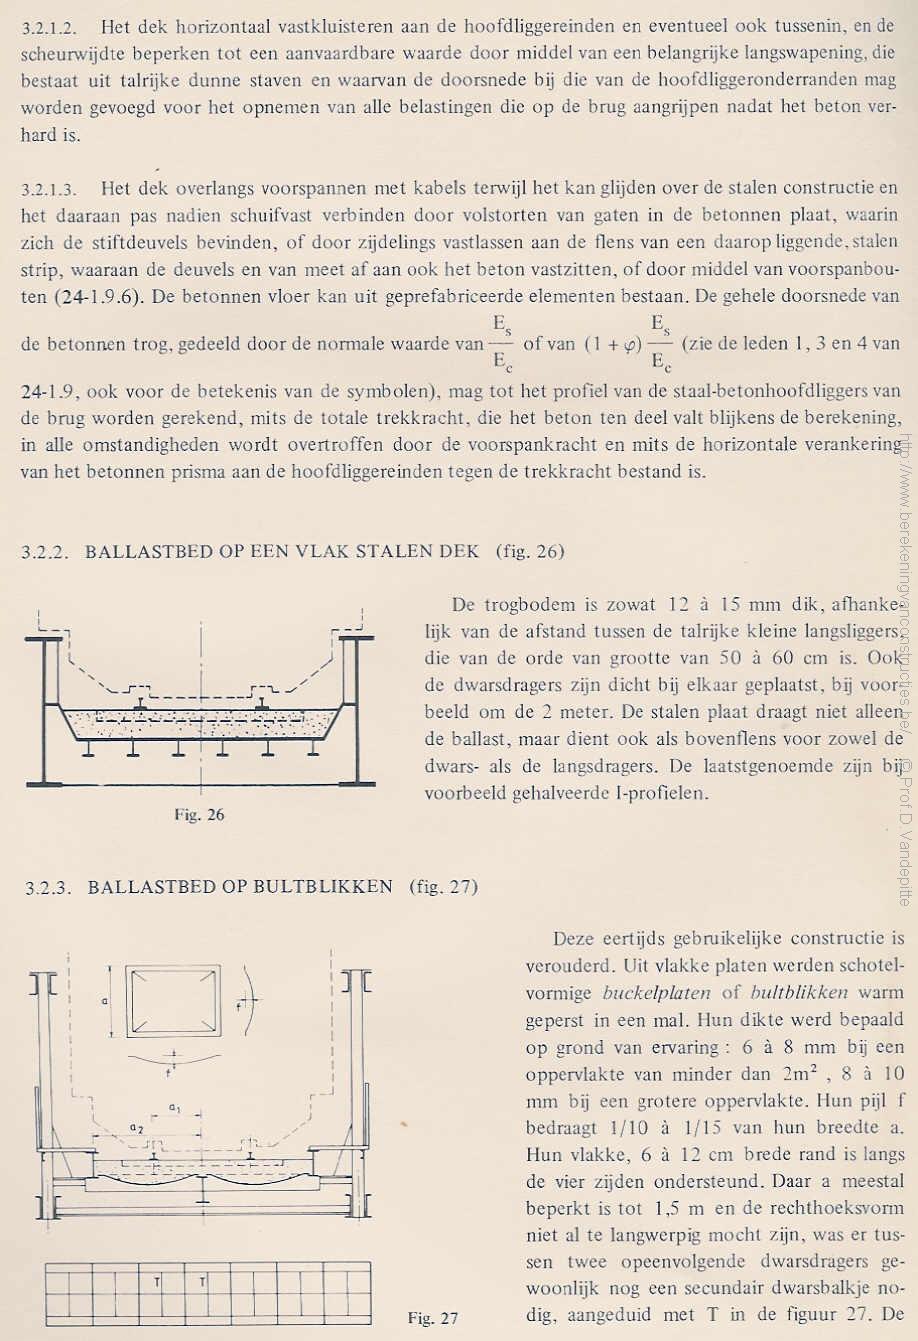 3.2.1.2. Het dek horizontaal vastkluisteren aan de hoofdliggereinden en eventueel ook tussenin, en de
scheurwijdte beperken tot een aanvaardbare waarde door middel van een belangrijke langswapening, die
bestaat uit talrijke dunne staven en waarvan de doorsnede bij die van de hoofdliggeronderranden mag
worden gevoegd voor het opnemen van alle belastingen die op de brug aangrijpen nadat het beton ver-
hard is.
3.2.1.3. Het dek overlangs voorspannen met kabels terwijl het kan glijden over de stalen constructie en
het daaraan pas nadien schuifvast verbinden door volstorten van gaten in de betonnen plaat, waarin
zich de stiftdeuvels bevinden, of door zijdelings vastlassen aan de flens van een daarop liggende, stalen
strip, waaraan de deuvels en van meet af aan ook het beton vastzitten, of door middel van voorspanbou-
ten (24-1.9.6). De betonnen vloer kan uit geprefabriceerde elementen bestaan. De gehele doorsnede van
de betonnen trog, gedeeld door de normale waarde van E_s/E_c of van (1 + φ) E_s/E_c (zie de leden 1, 3 en 4 van
24-1.9, ook voor de betekenis van de symbolen), mag tot het profiel van de staal-betonhoofdliggers van
de brug worden gerekend, mits de totale trekkracht, die het beton ten deel valt blijkens de berekening,
in alle omstandigheden wordt overtroffen door de voorspankracht en mits de horizontale verankering
van het betonnen prisma aan de hoofdliggereinden tegen de trekkracht bestand is.
3.2.2. BALLASTBED OP EEN VLAK STALEN DEK (fig. 26)
De trogbodem is zowat 12 à 15 mm dik, afhanke-
lijk van de afstand tussen de talrijke kleine langsliggers,
die van de orde van grootte van 50 à 60 cm is. Ook
de dwarsdragers zijn dicht bij elkaar geplaatst, bij voor-
beeld om de 2 meter. De stalen plaat draagt niet alleen
de ballast, maar dient ook als bovenflens voor zowel de
dwars- als de langsdragers. De laatstgenoemde zijn bij
voorbeeld gehalveerde I-profielen.
Fig. 26
3.2.3. BALLASTBED OP BULTBLIKKEN (fig. 27)
Deze eertijds gebruikelijke constructie is
verouderd. Uit vlakke platen werden schotel-
vormige buckelplaten of bultblikken warm
geperst in een mal. Hun dikte werd bepaald
op grond van ervaring : 6 à 8 mm bij een
oppervlakte van minder dan 2m² , 8 à 10
mm bij een grotere oppervlakte. Hun pijl f
bedraagt 1/10 à 1/15 van hun breedte a.
Hun vlakke, 6 à 12 cm brede rand is langs
de vier zijden ondersteund. Daar a meestal
beperkt is tot 1,5 m en de rechthoeksvorm
niet al te langwerpig mocht zijn, was er tus-
sen twee opeenvolgende dwarsdragers ge-
woonlijk nog een secundair dwarsbalkje no-
dig, aangeduid met T in de figuur 27. De
a
f
f
a₁
a₂
T T
Fig. 27
http://www.berekeningvanconstructies.be/ © Prof.D.Vandepitte